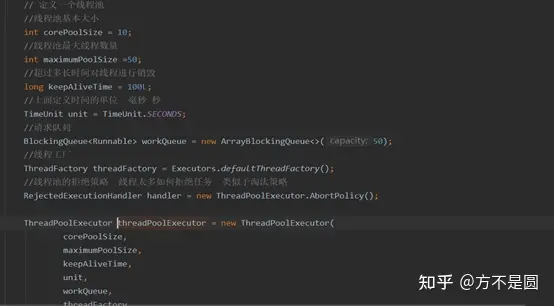 // 定义一个线程池
//线程池基本大小
int corePoolSize = 10;
//线程池最大线程数量
int maximumPoolSize =50;
//超过多长时间对线程进行销毁
long keepAliveTime = 100L;
//上面定义时间的单位 毫秒 秒
TimeUnit unit = TimeUnit.SECONDS;
//请求队列
BlockingQueue<Runnable> workQueue = new ArrayBlockingQueue<>( capacity: 50);
//线程工厂
ThreadFactory threadFactory = Executors.defaultThreadFactory();
//线程池的拒绝策略 线程太多如何拒绝任务 类似于淘汰策略
RejectedExecutionHandler handler = new ThreadPoolExecutor.AbortPolicy();
ThreadPoolExecutor threadPoolExecutor = new ThreadPoolExecutor(
corePoolSize,
maximumPoolSize,
keepAliveTime,
unit,
workQueue,
threadFactory
知乎 @方不是圆